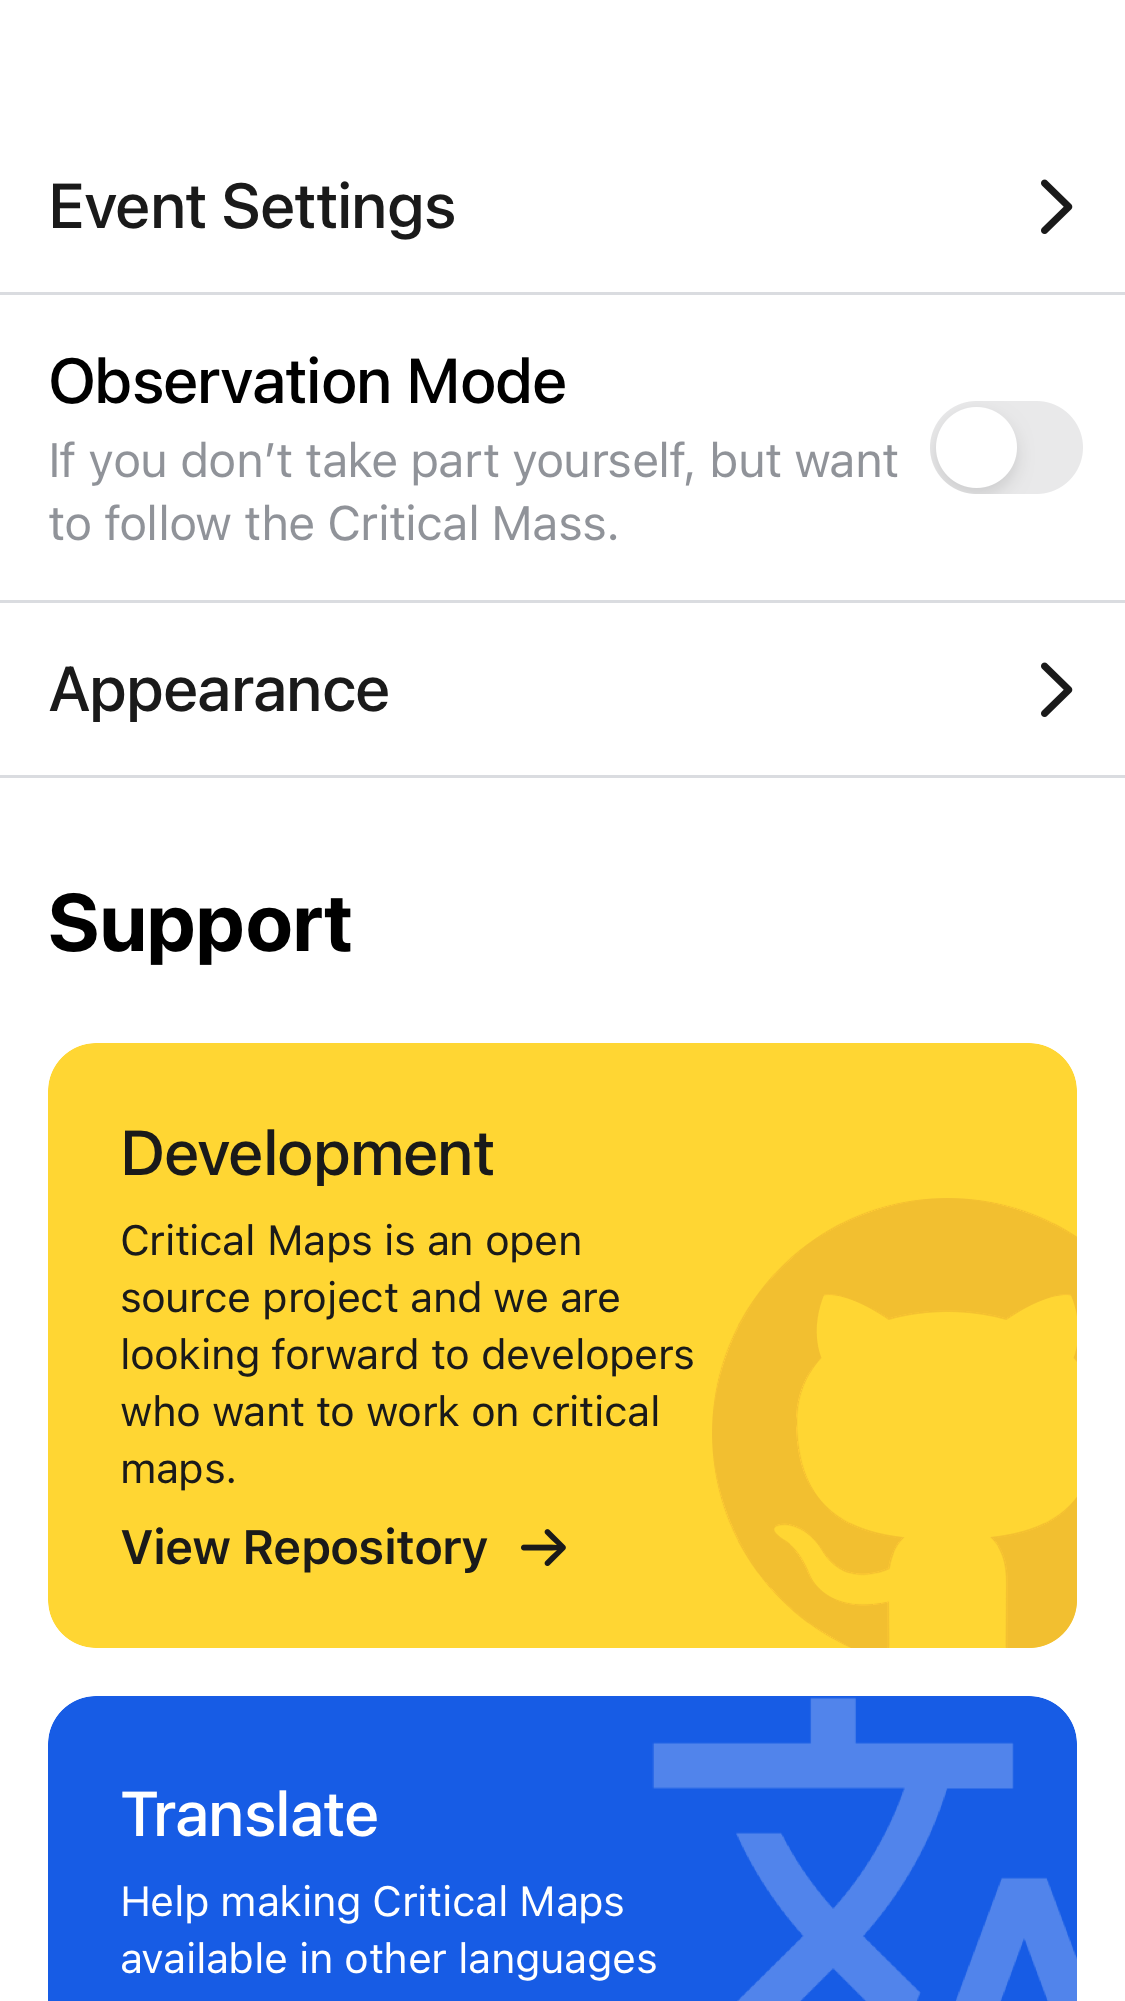 Event Settings
Observation Mode
If you don’t take part yourself, but want
to follow the Critical Mass.
Appearance
Support
Development
Critical Maps is an open
source project and we are
looking forward to developers
who want to work on critical
maps.
View Repository →
Translate
Help making Critical Maps
available in other languages